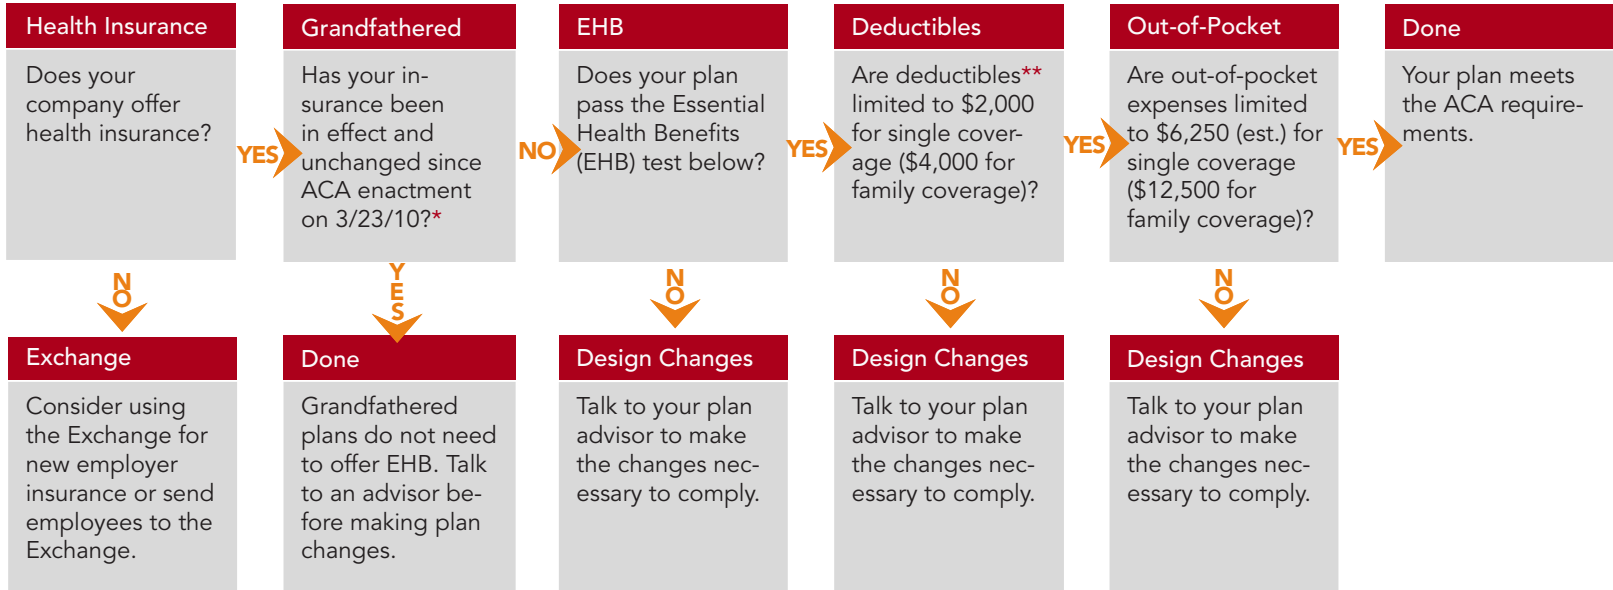 Health Insurance
Does your
company offer
health insurance?
YES
NO
Grandfathered
Has your in-
surance been
in effect and
unchanged since
ACA enactment
on 3/23/10?*
NO
YES
EHB
Does your plan
pass the Essential
Health Benefits
(EHB) test below?
YES
NO
Deductibles
Are deductibles**
limited to $2,000
for single cover-
age ($4,000 for
family coverage)?
YES
NO
Out-of-Pocket
Are out-of-pocket
expenses limited
to $6,250 (est.) for
single coverage
($12,500 for
family coverage)?
YES
NO
Done
Your plan meets
the ACA require-
ments.
Exchange
Consider using
the Exchange for
new employer
insurance or send
employees to the
Exchange.
Done
Grandfathered
plans do not need
to offer EHB. Talk
to an advisor be-
fore making plan
changes.
Design Changes
Talk to your plan
advisor to make
the changes nec-
essary to comply.
Design Changes
Talk to your plan
advisor to make
the changes nec-
essary to comply.
Design Changes
Talk to your plan
advisor to make
the changes nec-
essary to comply.